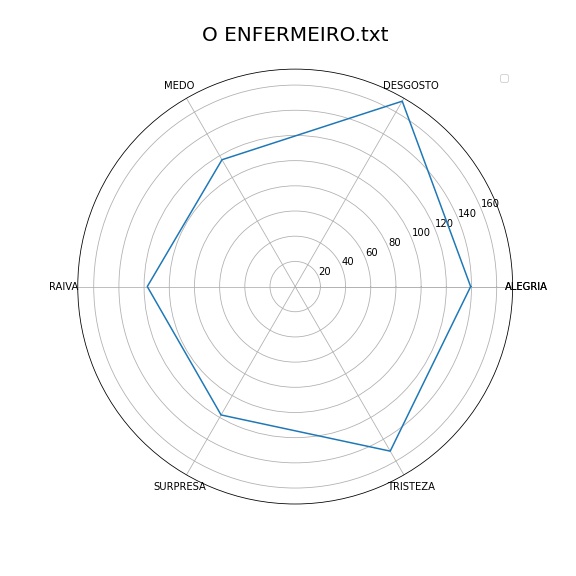 O ENFERMEIRO.txt
MEDO
DESGOSTO
160
140
120
100
80
60
40
20
RAIVA
ALEGRIA
SURPRESA
TRISTEZA